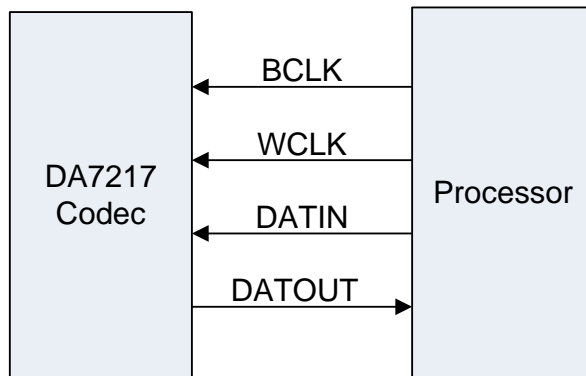 DA7217
Codec
BCLK
WCLK
DATIN
DATOUT
Processor